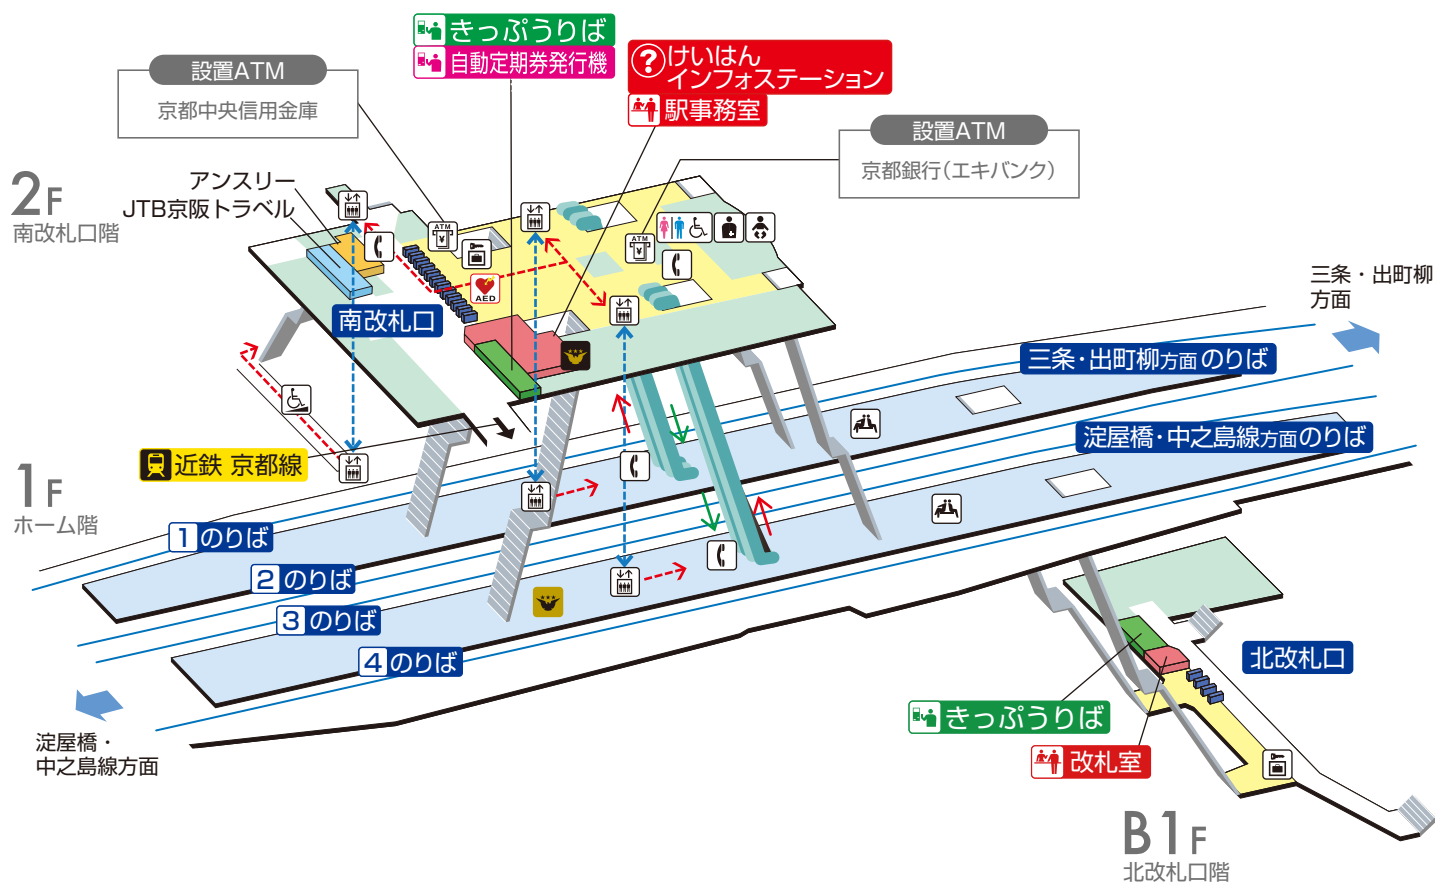 きっぷうりば
自動定期券発行機
けいはん
インフォステーション
駅事務室
設置ATM
京都中央信用金庫
設置ATM
京都銀行(エキバンク)
2F
南改札口階
アンスリー
JTB京阪トラベル
ATM
¥
ATM
¥
AED
南改札口
三条・出町柳
方面
三条・出町柳方面のりば
淀屋橋・中之島線方面のりば
近鉄 京都線
1F
ホーム階
1のりば
2のりば
3のりば
4のりば
淀屋橋・
中之島線方面
北改札口
きっぷうりば
改札室
B1F
北改札口階